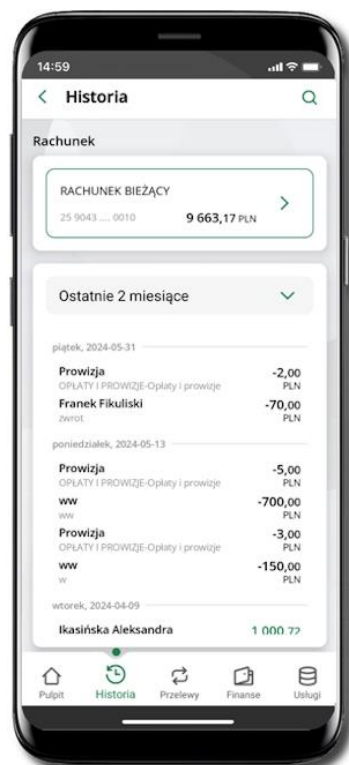 14:59
Historia
Rachunek
RACHUNEK BIEŻĄCY
25 9043 .... 0010 9 663,17 PLN
Ostatnie 2 miesiące
piątek, 2024-05-31
Prowizja -2,00
OPŁATY I PROWIZJE-Opłaty i prowizje PLN
Franek Fikuliski -70,00
zwrot PLN
poniedziałek, 2024-05-13
Prowizja -5,00
OPŁATY I PROWIZJE-Opłaty i prowizje PLN
ww -700,00
ww PLN
Prowizja -3,00
OPŁATY I PROWIZJE-Opłaty i prowizje PLN
ww -150,00
w PLN
wtorek, 2024-04-09
Ikasińska Aleksandra 1 000,72
Pulpit Historia Przelewy Finanse Usługi